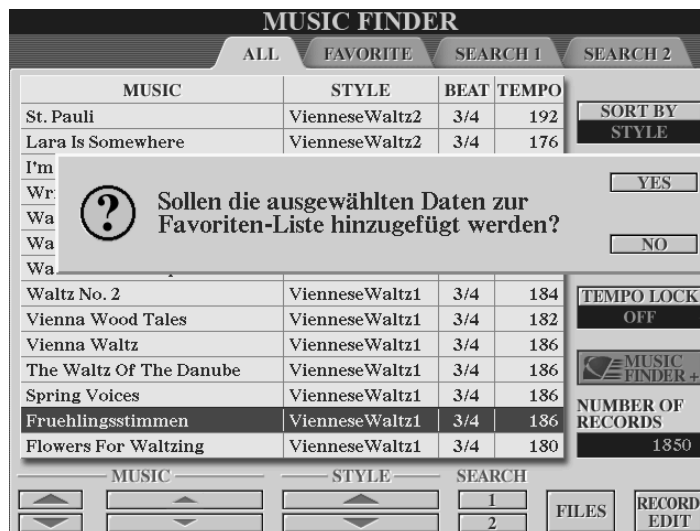 MUSIC FINDER
ALL FAVORITE SEARCH 1 SEARCH 2
MUSIC STYLE BEAT TEMPO
St. Pauli VienneseWaltz2 3/4 192
SORT BY
STYLE
Lara Is Somewhere VienneseWaltz2 3/4 176
I'm
Wr
Wa
Wa
Wa
Sollen die ausgewählten Daten zur
Favoriten-Liste hinzugefügt werden?
YES
NO
Waltz No. 2 VienneseWaltz1 3/4 184
Vienna Wood Tales VienneseWaltz1 3/4 182
Vienna Waltz VienneseWaltz1 3/4 186
The Waltz Of The Danube VienneseWaltz1 3/4 186
Spring Voices VienneseWaltz1 3/4 186
Fruehlingsstimmen VienneseWaltz1 3/4 186
Flowers For Waltzing VienneseWaltz1 3/4 180
TEMPO LOCK
OFF
MUSIC
FINDER +
NUMBER OF
RECORDS
1850
MUSIC STYLE SEARCH
1
2
FILES
RECORD
EDIT